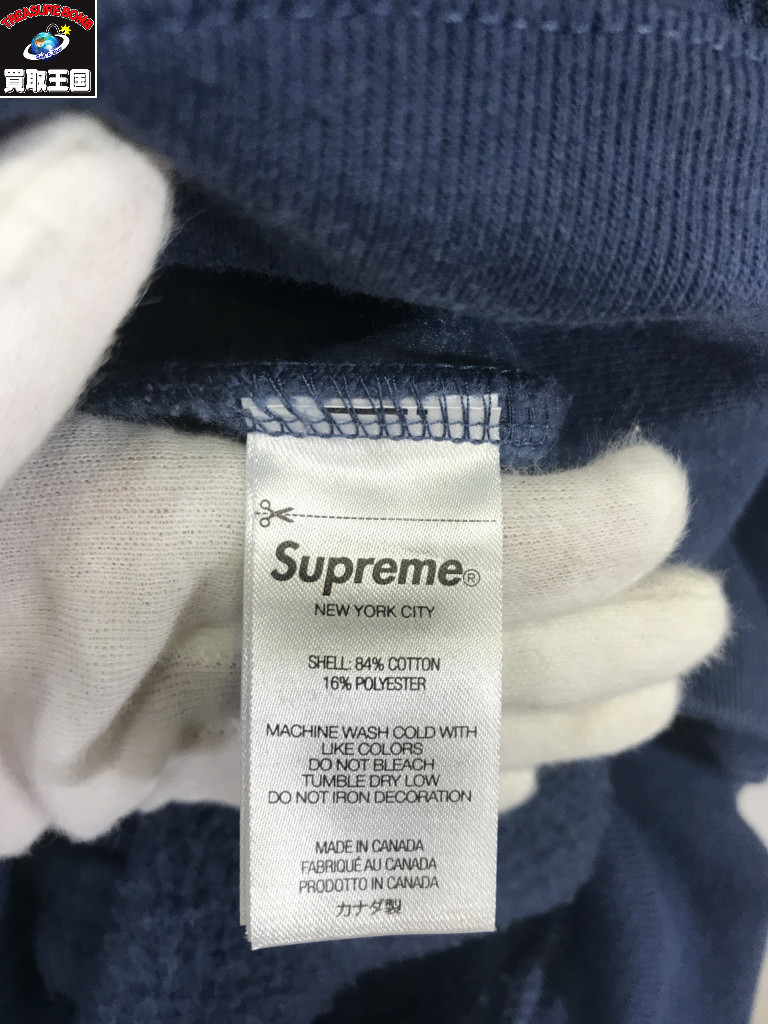 TREASURE BOMB
買取王国
Supreme®
NEW YORK CITY
SHELL: 84% COTTON
16% POLYESTER
MACHINE WASH COLD WITH
LIKE COLORS
DO NOT BLEACH
TUMBLE DRY LOW
DO NOT IRON DECORATION
MADE IN CANADA
FABRIQUÉ AU CANADA
PRODOTTO IN CANADA
カナダ製